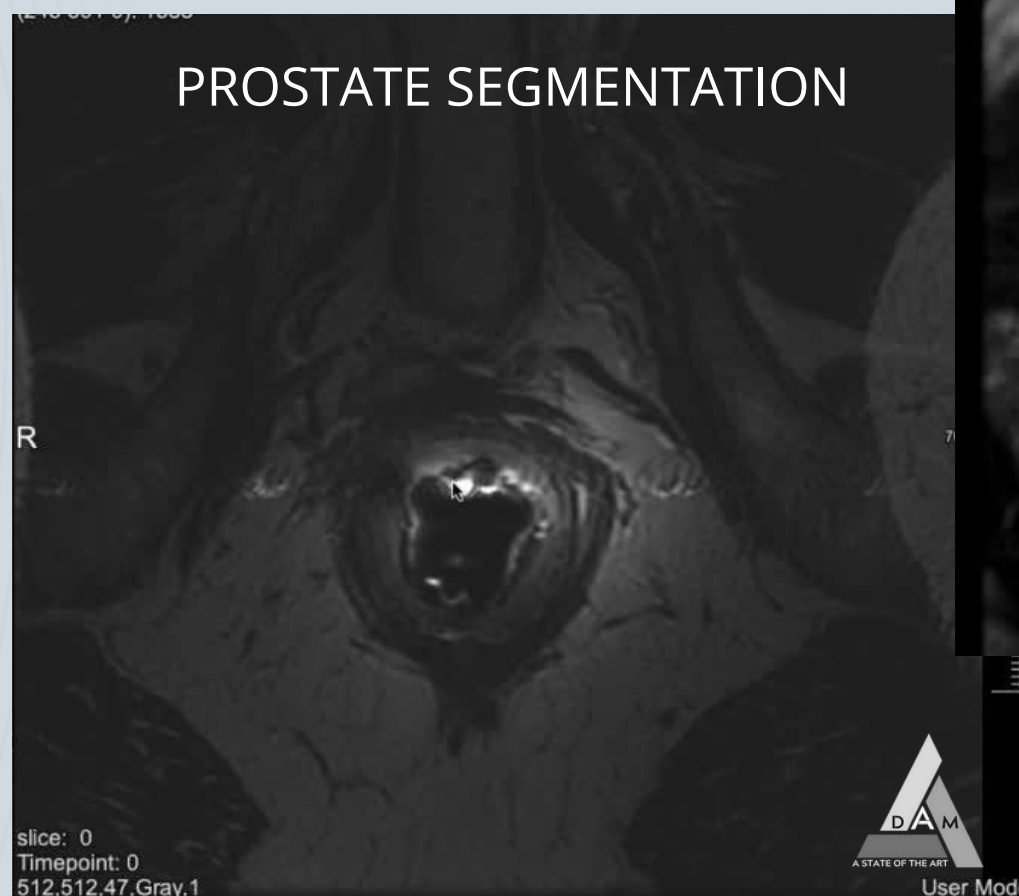 PROSTATE SEGMENTATION
R
slice: 0
Timepoint: 0
512,512,47,Gray,1
DAM
A STATE OF THE ART
User Mod